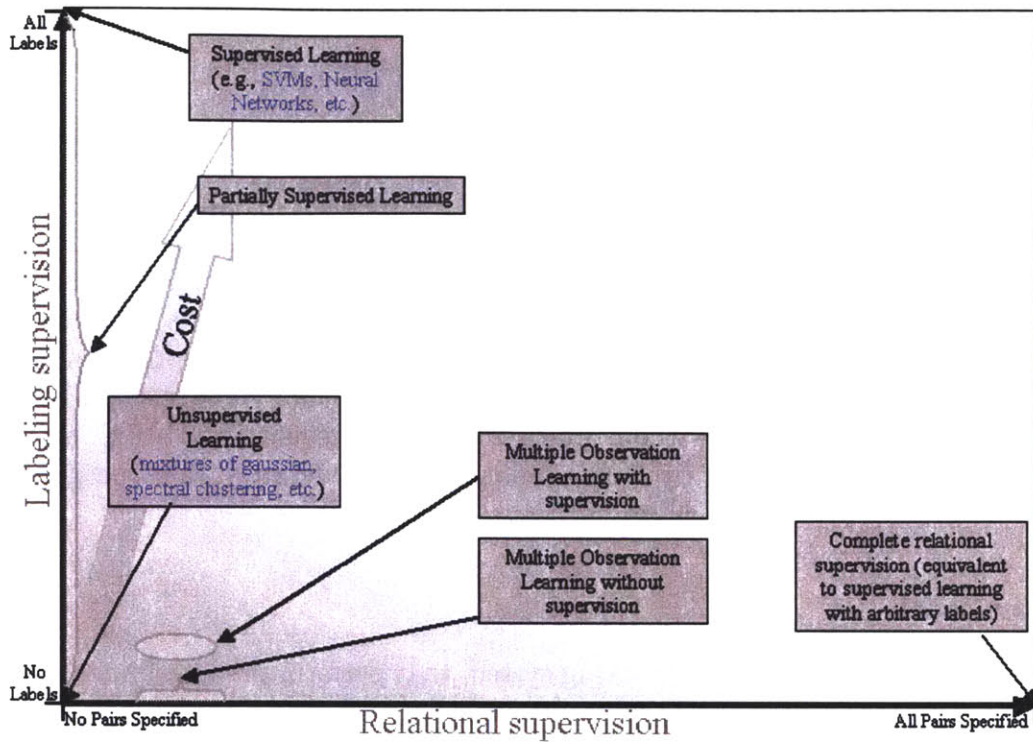 All
Labels
Supervised Learning
(e.g., SVMs, Neural
Networks, etc.)
Partially Supervised Learning
Labeling supervision
Cost
Unsupervised
Learning
(mixtures of gaussian,
spectral clustering, etc.)
Multiple Observation
Learning with
supervision
Multiple Observation
Learning without
supervision
Complete relational
supervision (equivalent
to supervised learning
with arbitrary labels)
No
Labels
No Pairs Specified
Relational supervision
All Pairs Specified